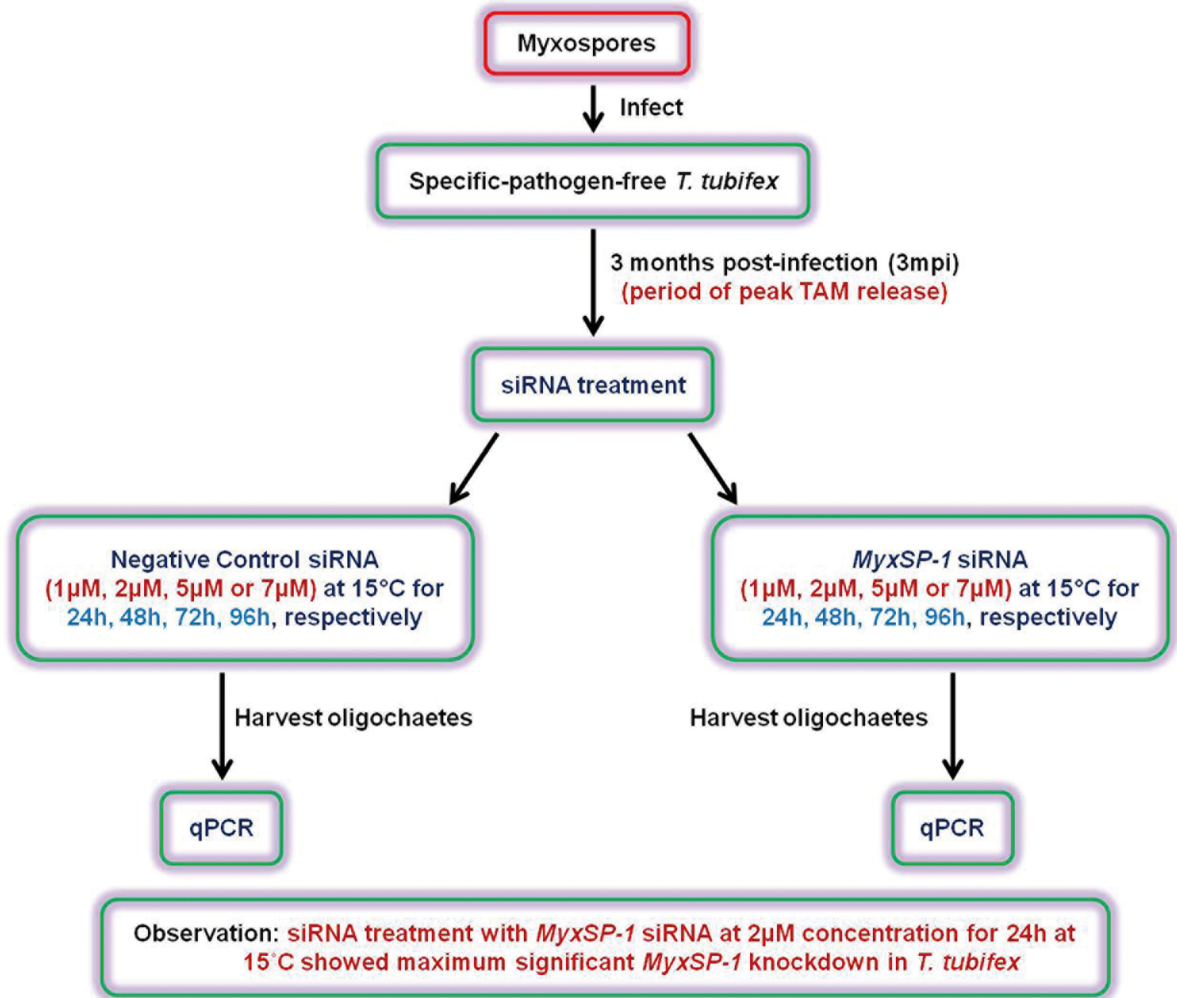 Myxospores
Infect
Specific-pathogen-free T. tubifex
3 months post-infection (3mpi)
(period of peak TAM release)
siRNA treatment
Negative Control siRNA
(1µM, 2µM, 5µM or 7µM) at 15°C for
24h, 48h, 72h, 96h, respectively
MyxSP-1 siRNA
(1µM, 2µM, 5µM or 7µM) at 15°C for
24h, 48h, 72h, 96h, respectively
Harvest oligochaetes
Harvest oligochaetes
qPCR
qPCR
Observation: siRNA treatment with MyxSP-1 siRNA at 2µM concentration for 24h at
15°C showed maximum significant MyxSP-1 knockdown in T. tubifex